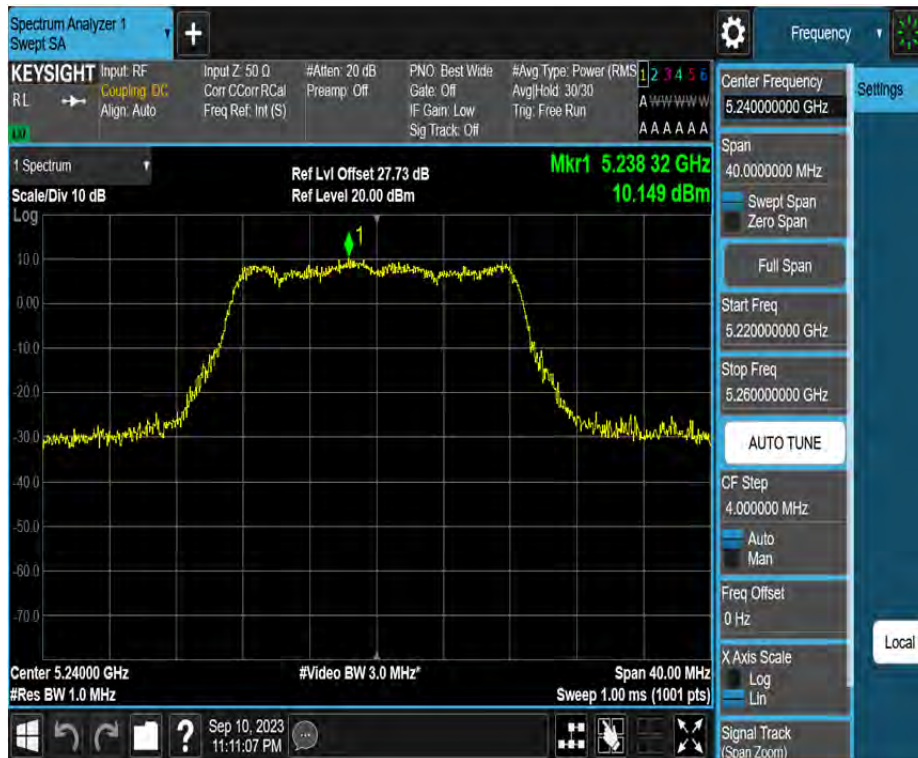 Spectrum Analyzer 1
Swept SA
Frequency
KEYSIGHT
RL
Input: RF
Coupling: DC
Align: Auto
Input Z: 50 Ω
Corr CCorr RCal
Freq Ref: Int (S)
#Atten: 20 dB
Preamp: Off
PNO: Best Wide
Gate: Off
IF Gain: Low
Sig Track: Off
#Avg Type: Power (RMS
Avg|Hold: 30/30
Trig: Free Run
1 2 3 4 5 6
A W W W W W
A A A A A A
1 Spectrum
Scale/Div 10 dB
Ref Lvl Offset 27.73 dB
Ref Level 20.00 dBm
Mkr1 5.238 32 GHz
10.149 dBm
Log
1
10.0
0.00
-10.0
-20.0
-30.0
-40.0
-50.0
-60.0
-70.0
Center 5.24000 GHz
#Res BW 1.0 MHz
#Video BW 3.0 MHz*
Span 40.00 MHz
Sweep 1.00 ms (1001 pts)
Sep 10, 2023
11:11:07 PM
Center Frequency
5.240000000 GHz
Span
40.0000000 MHz
Swept Span
Zero Span
Full Span
Start Freq
5.220000000 GHz
Stop Freq
5.260000000 GHz
AUTO TUNE
CF Step
4.000000 MHz
Auto
Man
Freq Offset
0 Hz
X Axis Scale
Log
Lin
Signal Track
(Span Zoom)
Settings
Local